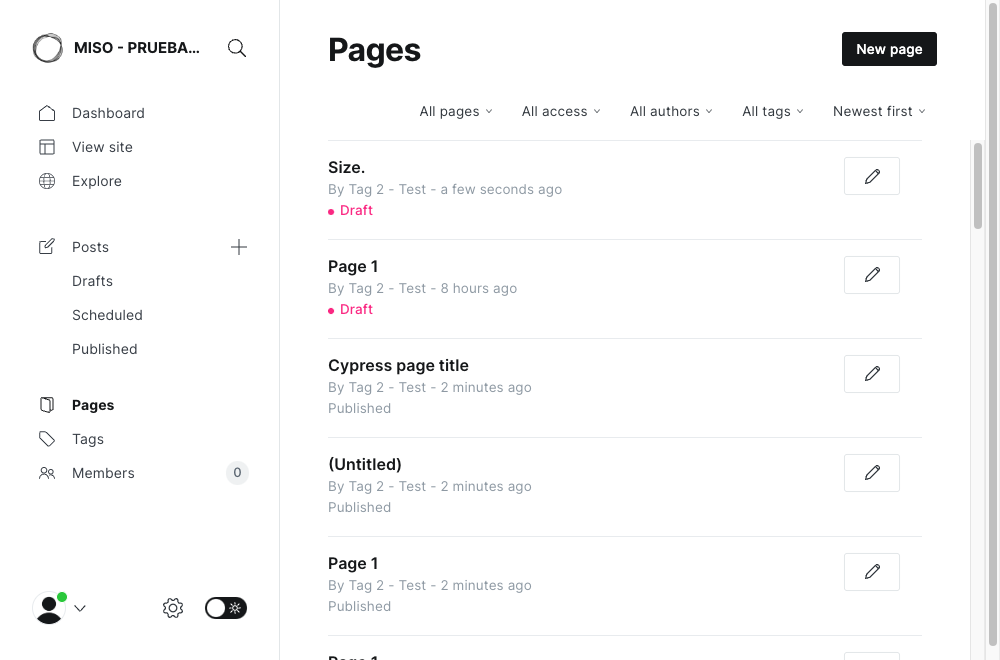 MISO - PRUEBA...
Dashboard
View site
Explore
Posts
Drafts
Scheduled
Published
Pages
Tags
Members
0
Pages
New page
All pages
All access
All authors
All tags
Newest first
Size.
By Tag 2 - Test - a few seconds ago
Draft
Page 1
By Tag 2 - Test - 8 hours ago
Draft
Cypress page title
By Tag 2 - Test - 2 minutes ago
Published
(Untitled)
By Tag 2 - Test - 2 minutes ago
Published
Page 1
By Tag 2 - Test - 2 minutes ago
Published
Page 1